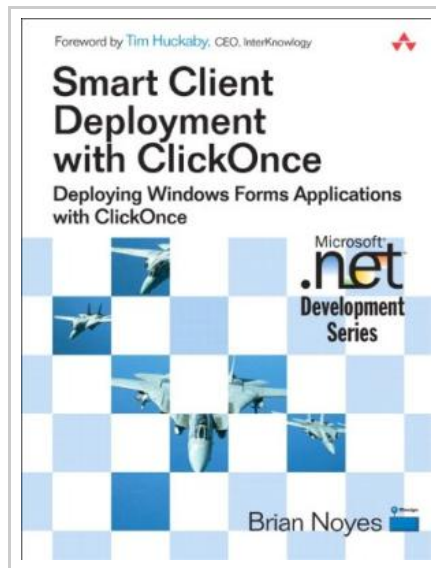 Foreword by Tim Huckaby, CEO, InterKnowlogy
Smart Client
Deployment
with ClickOnce
Deploying Windows Forms Applications
with ClickOnce
Microsoft
.net
Development
Series
Brian Noyes